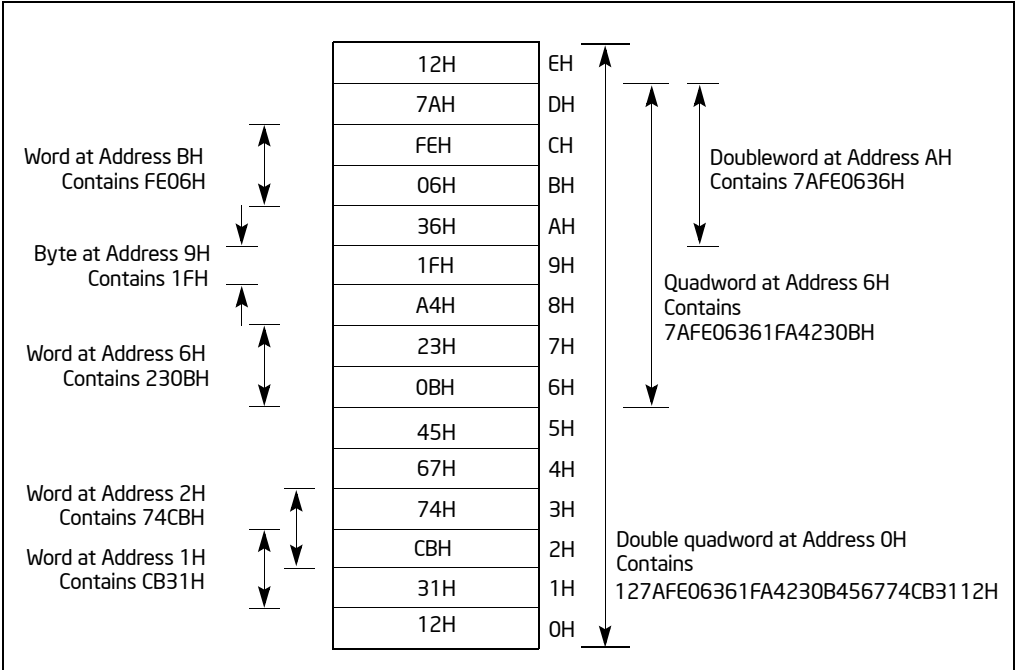 12H EH
7AH DH
FEH CH
06H BH
36H AH
1FH 9H
A4H 8H
23H 7H
0BH 6H
45H 5H
67H 4H
74H 3H
CBH 2H
31H 1H
12H 0H
Word at Address BH
Contains FE06H
Byte at Address 9H
Contains 1FH
Word at Address 6H
Contains 230BH
Word at Address 2H
Contains 74CBH
Word at Address 1H
Contains CB31H
Doubleword at Address AH
Contains 7AFE0636H
Quadword at Address 6H
Contains
7AFE06361FA4230BH
Double quadword at Address 0H
Contains
127AFE06361FA4230B456774CB3112H